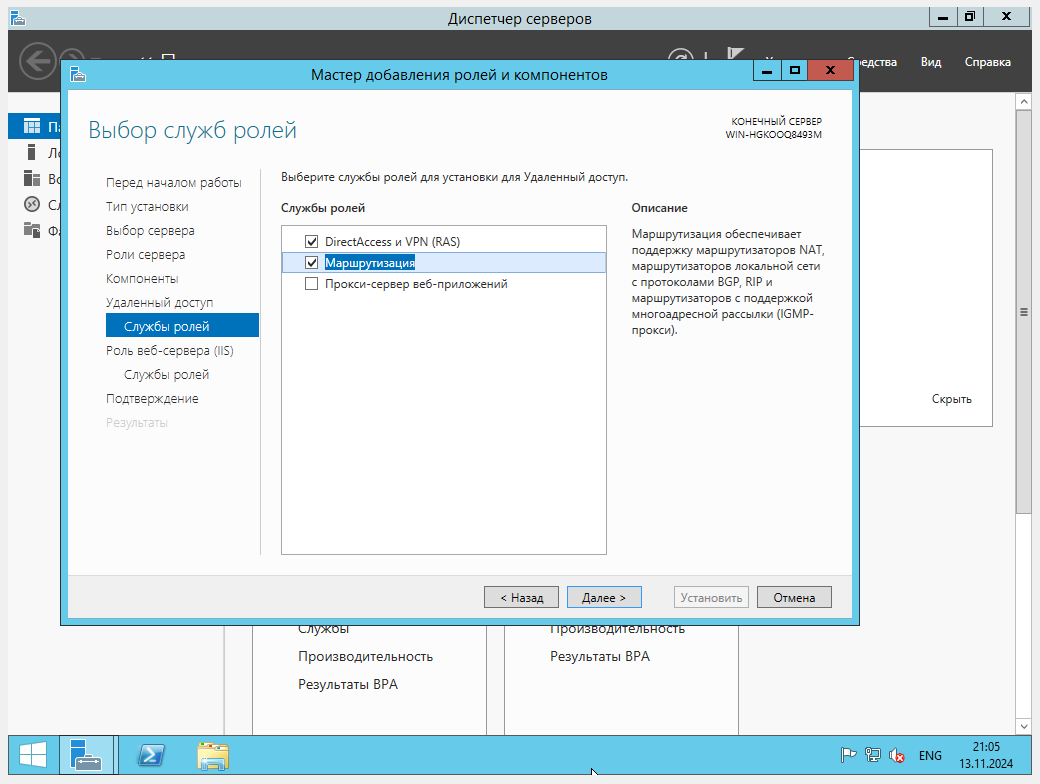 Диспетчер серверов
Вид
Справка
Мастер добавления ролей и компонентов
Выбор служб ролей
КОНЕЧНЫЙ СЕРВЕР
WIN-HGKOOQ8493M
Перед началом работы
Тип установки
Выбор сервера
Роли сервера
Компоненты
Удаленный доступ
Службы ролей
Роль веб-сервера (IIS)
Службы ролей
Подтверждение
Результаты
Выберите службы ролей для установки для Удаленный доступ.
Службы ролей
DirectAccess и VPN (RAS)
Маршрутизация
Прокси-сервер веб-приложений
Описание
Маршрутизация обеспечивает
поддержку маршрутизаторов NAT,
маршрутизаторов локальной сети
с протоколами BGP, RIP и
маршрутизаторов с поддержкой
многоадресной рассылки (IGMP-
прокси).
Скрыть
< Назад
Далее >
Установить
Отмена
Службы
Производительность
Результаты BPA
Производительность
Результаты BPA
ENG
21:05
13.11.2024